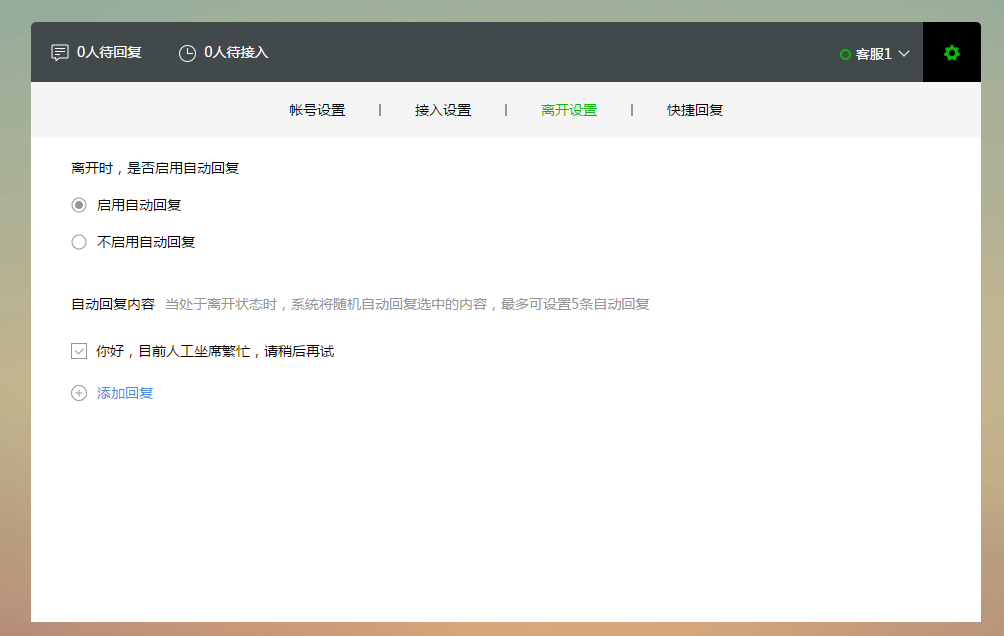 0人待回复 0人待接入 客服1
帐号设置 | 接入设置 | 离开设置 | 快捷回复
离开时，是否启用自动回复
启用自动回复
不启用自动回复
自动回复内容 当处于离开状态时，系统将随机自动回复选中的内容，最多可设置5条自动回复
你好，目前人工坐席繁忙，请稍后再试
添加回复